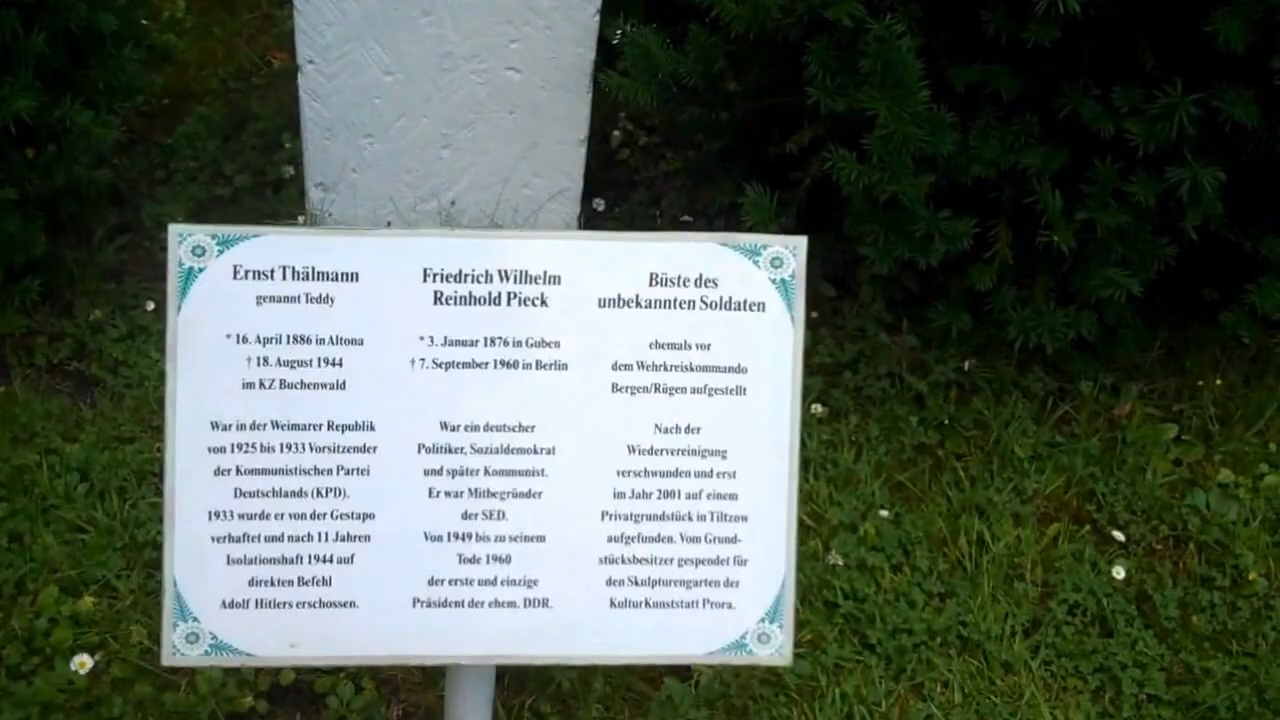 Ernst Thälmann
genannt Teddy
* 16. April 1886 in Altona
† 18. August 1944
im KZ Buchenwald
War in der Weimarer Republik
von 1925 bis 1933 Vorsitzender
der Kommunistischen Partei
Deutschlands (KPD).
1933 wurde er von der Gestapo
verhaftet und nach 11 Jahren
Isolationshaft 1944 auf
direkten Befehl
Adolf Hitlers erschossen.
Friedrich Wilhelm
Reinhold Pieck
* 3. Januar 1876 in Guben
† 7. September 1960 in Berlin
War ein deutscher
Politiker, Sozialdemokrat
und später Kommunist.
Er war Mitbegründer
der SED.
Von 1949 bis zu seinem
Tode 1960
der erste und einzige
Präsident der ehem. DDR.
Büste des
unbekannten Soldaten
ehemals vor
dem Wehrkreiskommando
Bergen/Rügen aufgestellt
Nach der
Wiedervereinigung
verschwunden und erst
im Jahr 2001 auf einem
Privatgrundstück in Tiltzow
aufgefunden. Vom Grund-
stücksbesitzer gespendet für
den Skulpturengarten der
KulturKunststatt Prora.